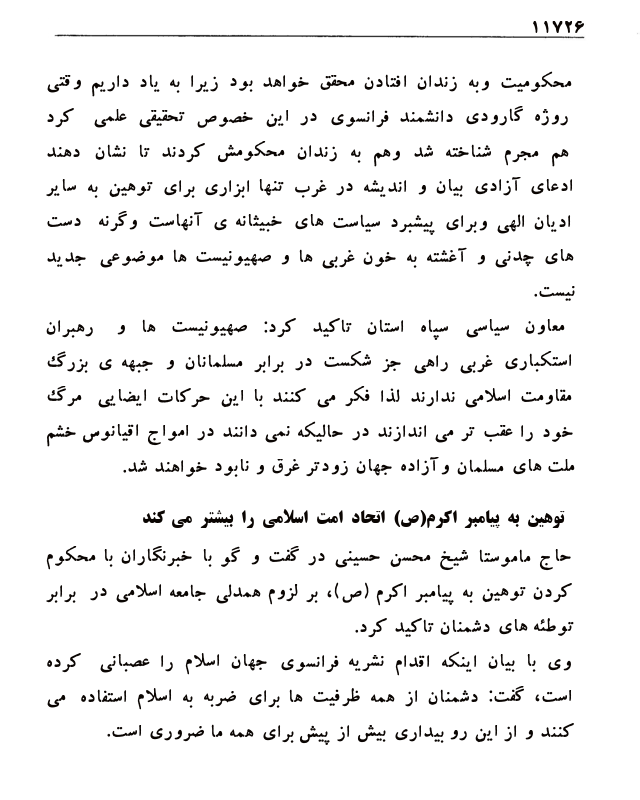 ۱۱۷۲۶
محکومیت وبه زندان افتادن محقق خواهد بود زیرا به یاد داریم وقتی
روژه گارودی دانشمند فرانسوی در این خصوص تحقیقی علمی کرد
هم مجرم شناخته شد وهم به زندان محکومش کردند تا نشان دهند
ادعای آزادی بیان و اندیشه در غرب تنها ابزاری برای توهین به سایر
ادیان الهی وبرای پیشبرد سیاست های خبیثانه ی آنهاست وگرنه دست
های چدنی و آغشته به خون غربی ها و صهیونیست ها موضوعی جدید
نیست.
معاون سیاسی سپاه استان تاکید کرد: صهیونیست ها و رهبران
استکباری غربی راهی جز شکست در برابر مسلمانان و جبهه ی بزرگ
مقاومت اسلامی ندارند لذا فکر می کنند با این حرکات ایضایی مرگ
خود را عقب تر می اندازند در حالیکه نمی دانند در امواج اقیانوس خشم
ملت های مسلمان وآزاده جهان زودتر غرق و نابود خواهند شد.
توهین به پیامبر اکرم(ص) اتحاد امت اسلامی را بیشتر می کند
حاج ماموستا شیخ محسن حسینی در گفت و گو با خبرنگاران با محکوم
کردن توهین به پیامبر اکرم (ص)، بر لزوم همدلی جامعه اسلامی در برابر
توطئه های دشمنان تاکید کرد.
وی با بیان اینکه اقدام نشریه فرانسوی جهان اسلام را عصبانی کرده
است، گفت: دشمنان از همه ظرفیت ها برای ضربه به اسلام استفاده می
کنند و از این رو بیداری بیش از پیش برای همه ما ضروری است.